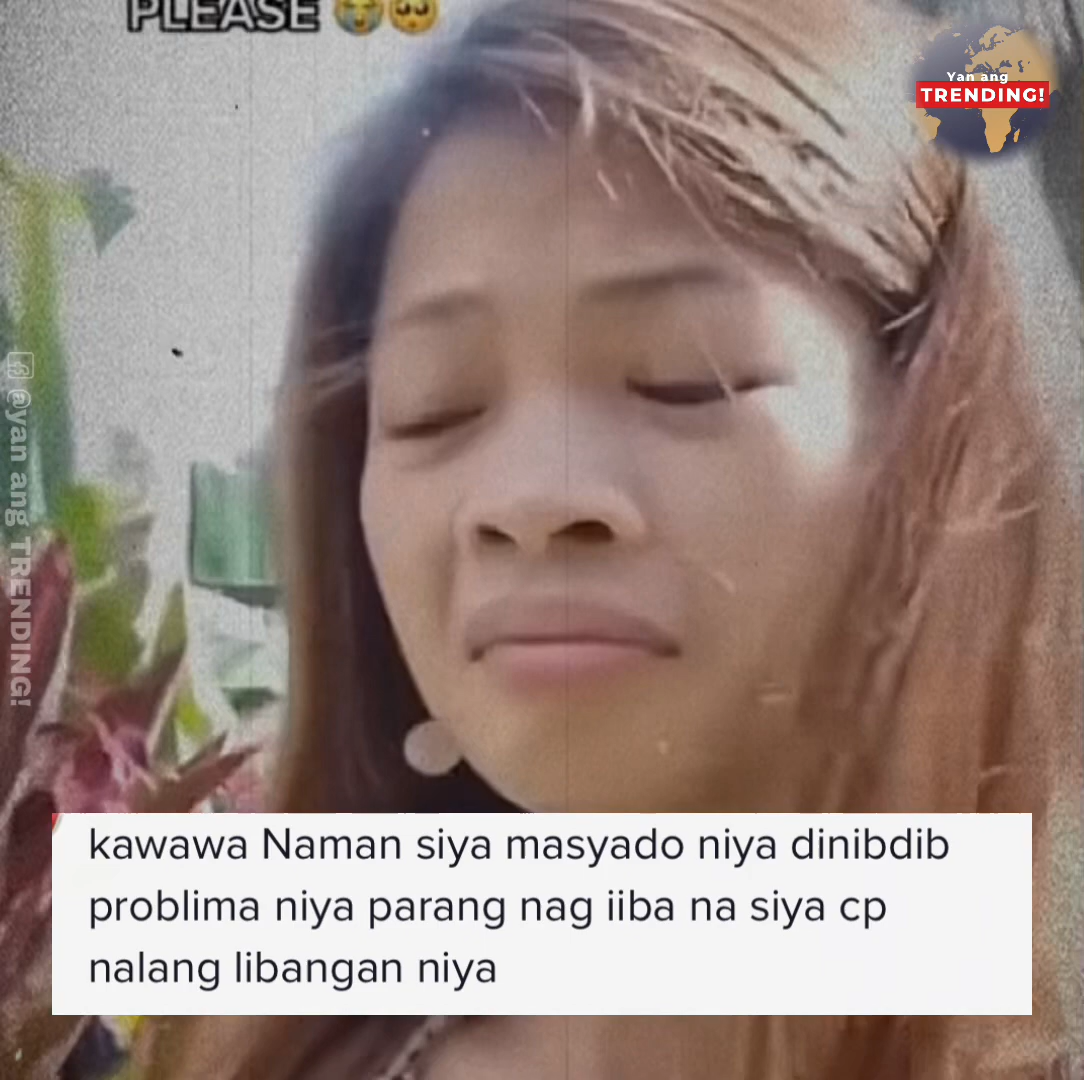 PLEASE 😭🥺
Yan ang
TRENDING!
@yan ang TRENDING!
kawawa Naman siya masyado niya dinibdib
problima niya parang nag iiba na siya cp
nalang libangan niya